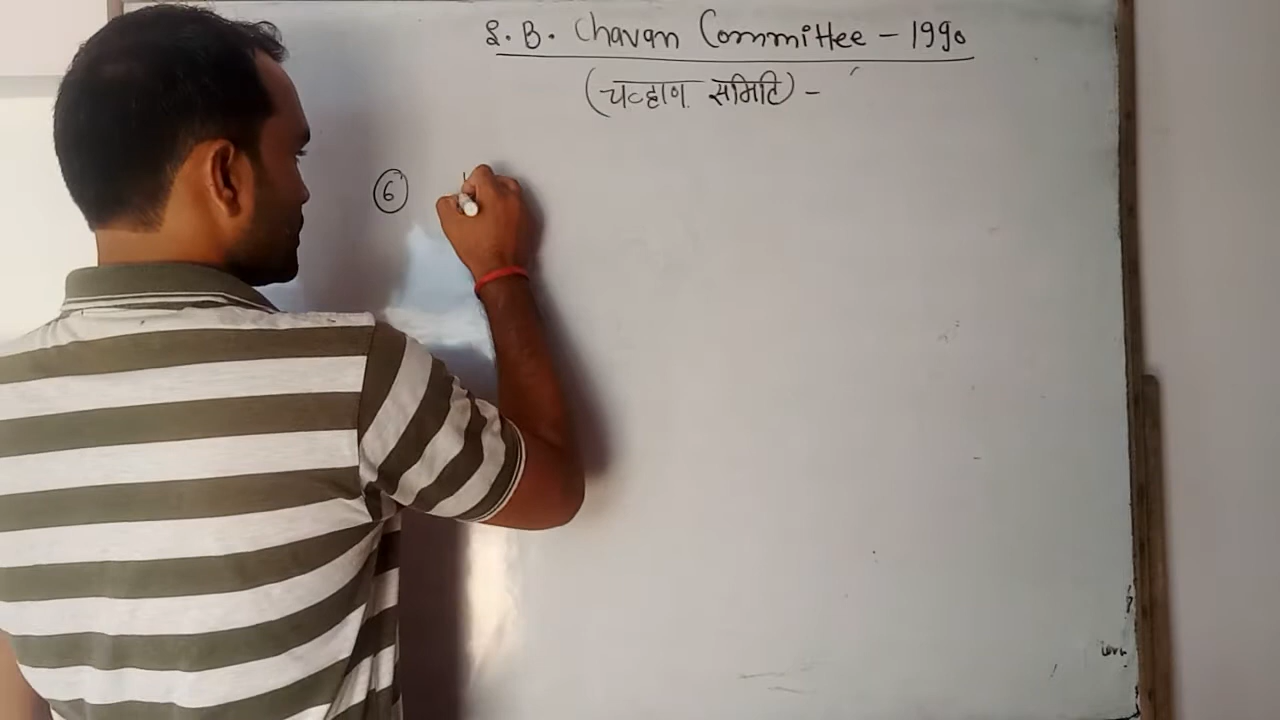 S. B. Chavan Committee - 1990
(चव्हाण समिति) -
6